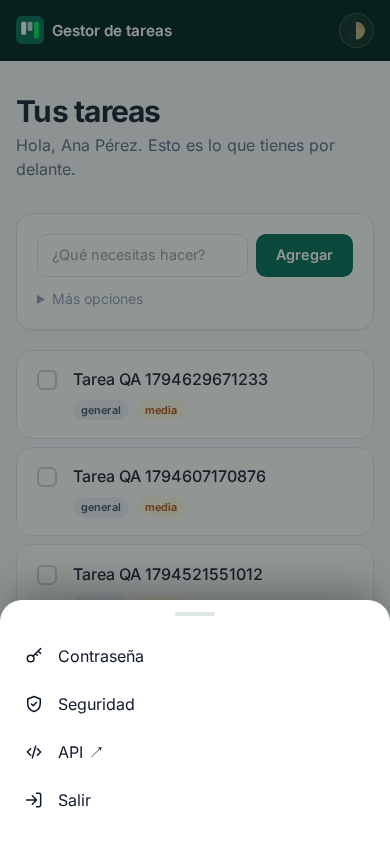 Gestor de tareas
Tus tareas
Hola, Ana Pérez. Esto es lo que tienes por
delante.
¿Qué necesitas hacer?
Agregar
Más opciones
Tarea QA 1794629671233
general media
Tarea QA 1794607170876
general media
Tarea QA 1794521551012
Contraseña
Seguridad
API ↗
Salir